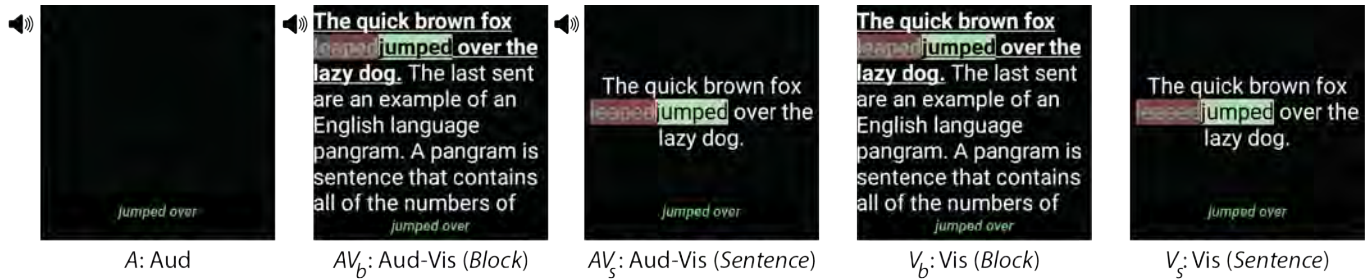 jumped over
A: Aud
The quick brown fox
leaped jumped over the
lazy dog. The last sent
are an example of an
English language
pangram. A pangram is
sentence that contains
all of the numbers of
jumped over
AVb: Aud-Vis (Block)
The quick brown fox
leaped jumped over the
lazy dog.
jumped over
AVs: Aud-Vis (Sentence)
The quick brown fox
leaped jumped over the
lazy dog. The last sent
are an example of an
English language
pangram. A pangram is
sentence that contains
all of the numbers of
jumped over
Vb: Vis (Block)
The quick brown fox
leaped jumped over the
lazy dog.
jumped over
Vs: Vis (Sentence)